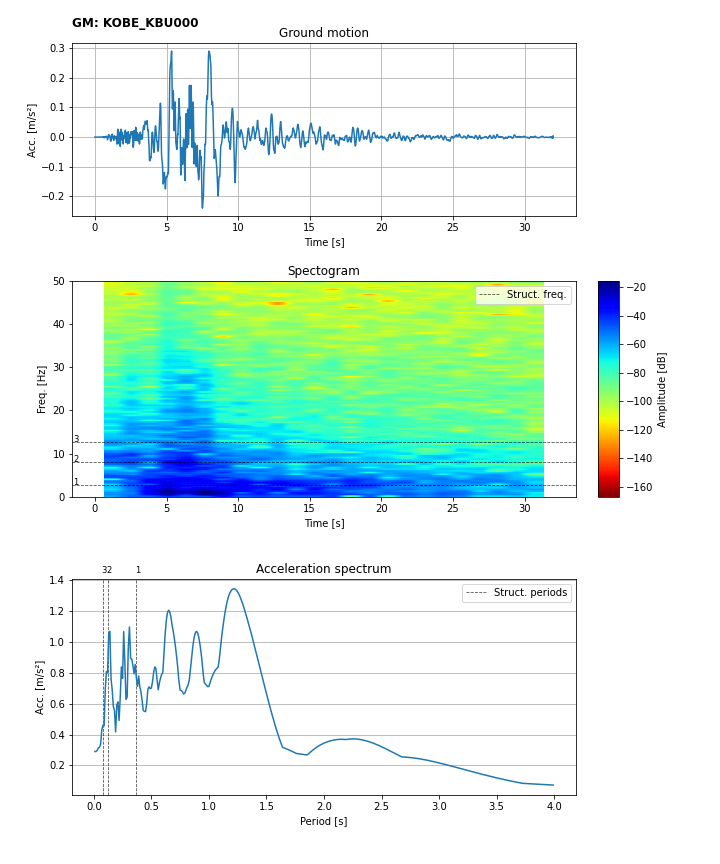 GM: KOBE_KBU000
Ground motion
0.3
0.2
0.1
0.0
−0.1
−0.2
Acc. [m/s²]
0 5 10 15 20 25 30
Time [s]
Spectogram
50
40
30
20
10
0
Freq. [Hz]
3
2
1
Struct. freq.
0 5 10 15 20 25 30
Time [s]
−20
−40
−60
−80
−100
−120
−140
−160
Amplitude [dB]
32 1
Acceleration spectrum
1.4
1.2
1.0
0.8
0.6
0.4
0.2
Acc. [m/s²]
Struct. periods
0.0 0.5 1.0 1.5 2.0 2.5 3.0 3.5 4.0
Period [s]